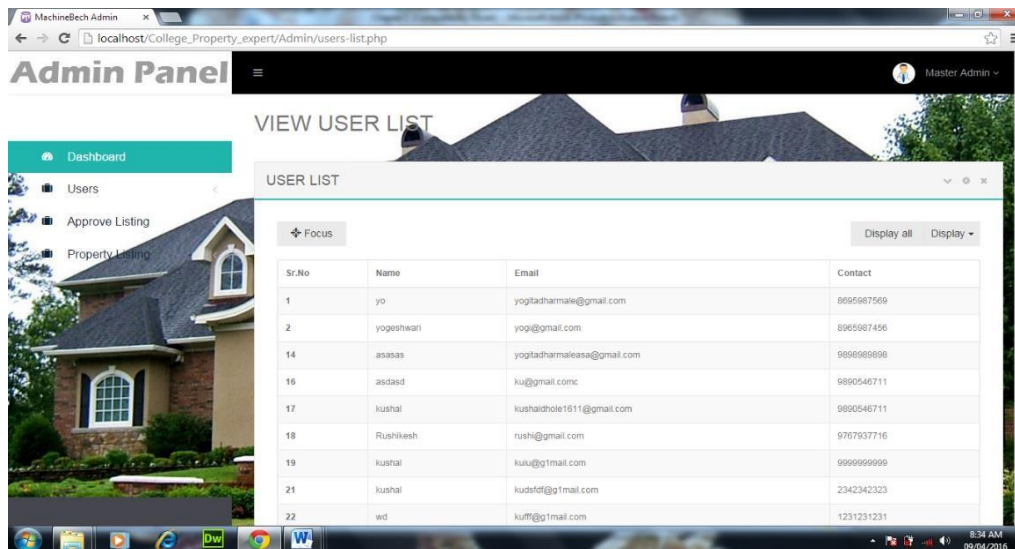 MachineBech Admin
localhost/College_Property_expert/Admin/users-list.php
Admin Panel
Master Admin
VIEW USER LIST
Dashboard
Users
Approve Listing
Property Listing
USER LIST
Focus
Display all Display
Sr.No Name Email Contact
1 yo yogitadharmale@gmail.com 8695987569
2 yogeshwari yogi@gmail.com 8965987456
14 asasas yogitadharmaleasa@gmail.com 9898989898
16 asdasd ku@gmail.comc 9890546711
17 kushal kushaldhole1611@gmail.com 9890546711
18 Rushikesh rushi@gmail.com 9767937716
19 kushal kulu@g1mail.com 9999999999
21 kushal kudsfdf@g1mail.com 2342342323
22 wd kufff@g1mail.com 1231231231
Dw
W
8:34 AM
09/04/2016